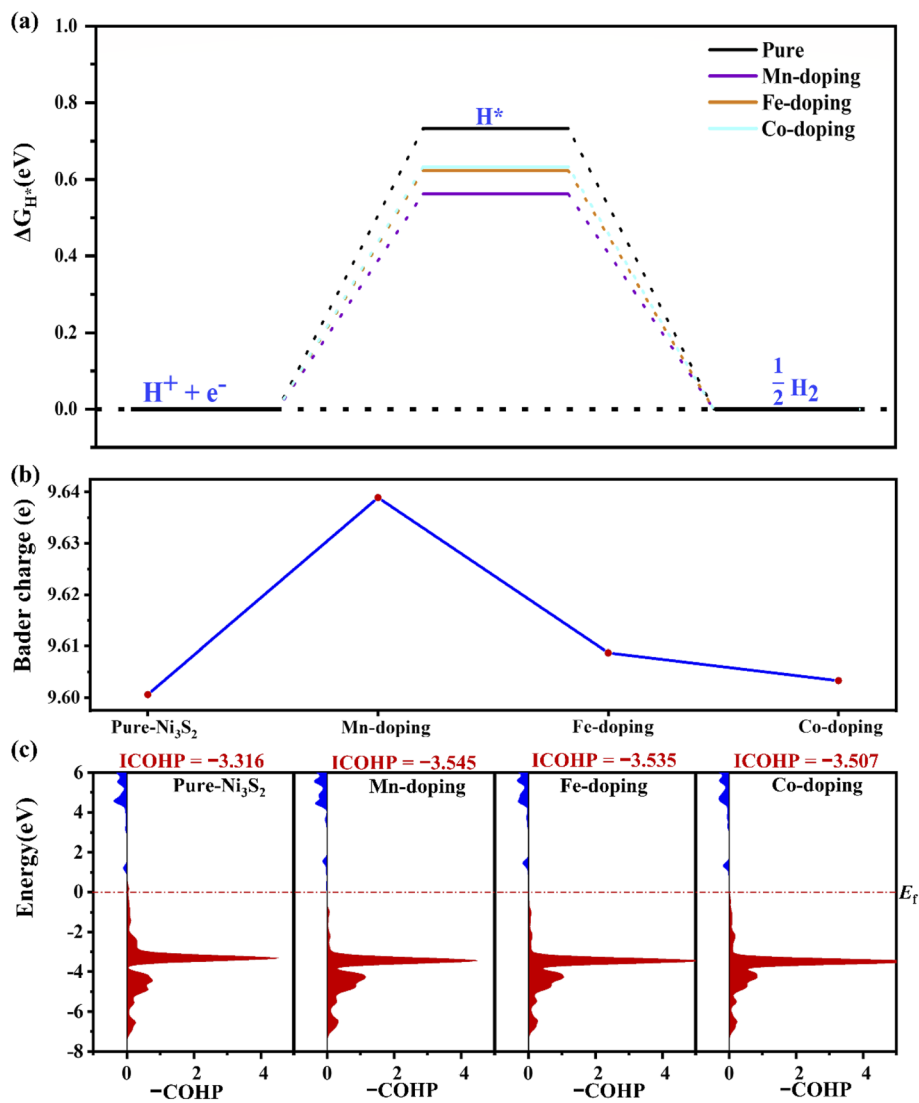 (a)
1.0
0.8
0.6
0.4
0.2
0.0
ΔG_H*(eV)
Pure
Mn-doping
Fe-doping
Co-doping
H*
H⁺ + e⁻
1/2 H₂
(b)
9.64
9.63
9.62
9.61
9.60
Bader charge (e)
Pure-Ni₃S₂ Mn-doping Fe-doping Co-doping
(c)
ICOHP = −3.316 ICOHP = −3.545 ICOHP = −3.535 ICOHP = −3.507
Pure-Ni₃S₂ Mn-doping Fe-doping Co-doping
6
4
2
0
-2
-4
-6
-8
Energy(eV)
E_f
0 2 4 0 2 4 0 2 4 0 2 4
−COHP −COHP −COHP −COHP